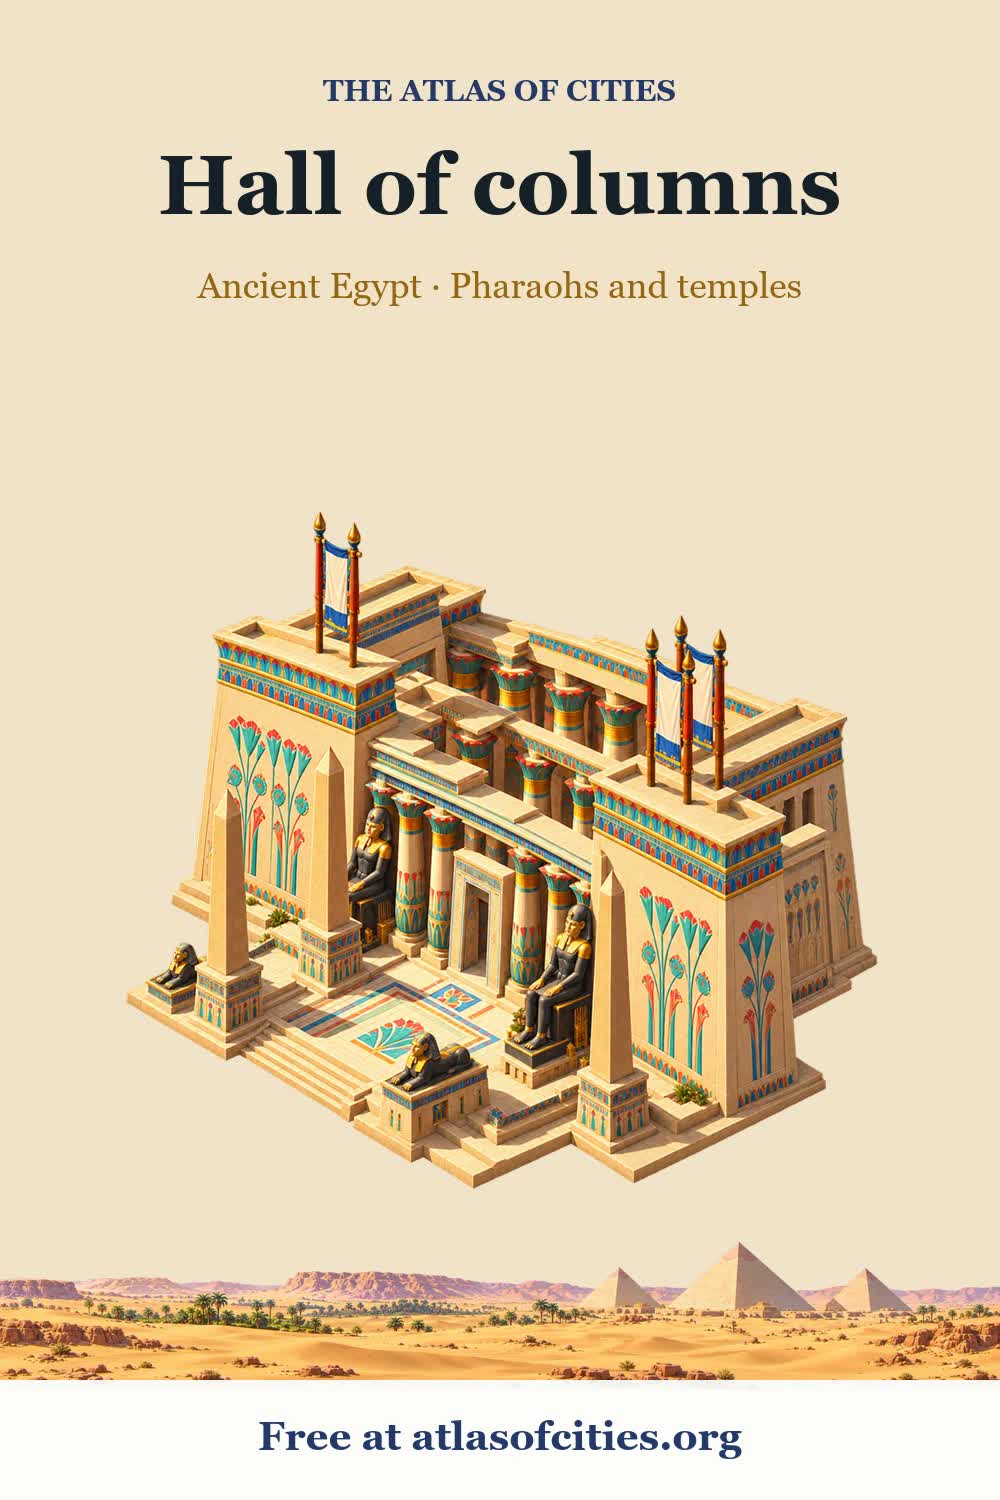 THE ATLAS OF CITIES
Hall of columns
Ancient Egypt · Pharaohs and temples
Free at atlasofcities.org